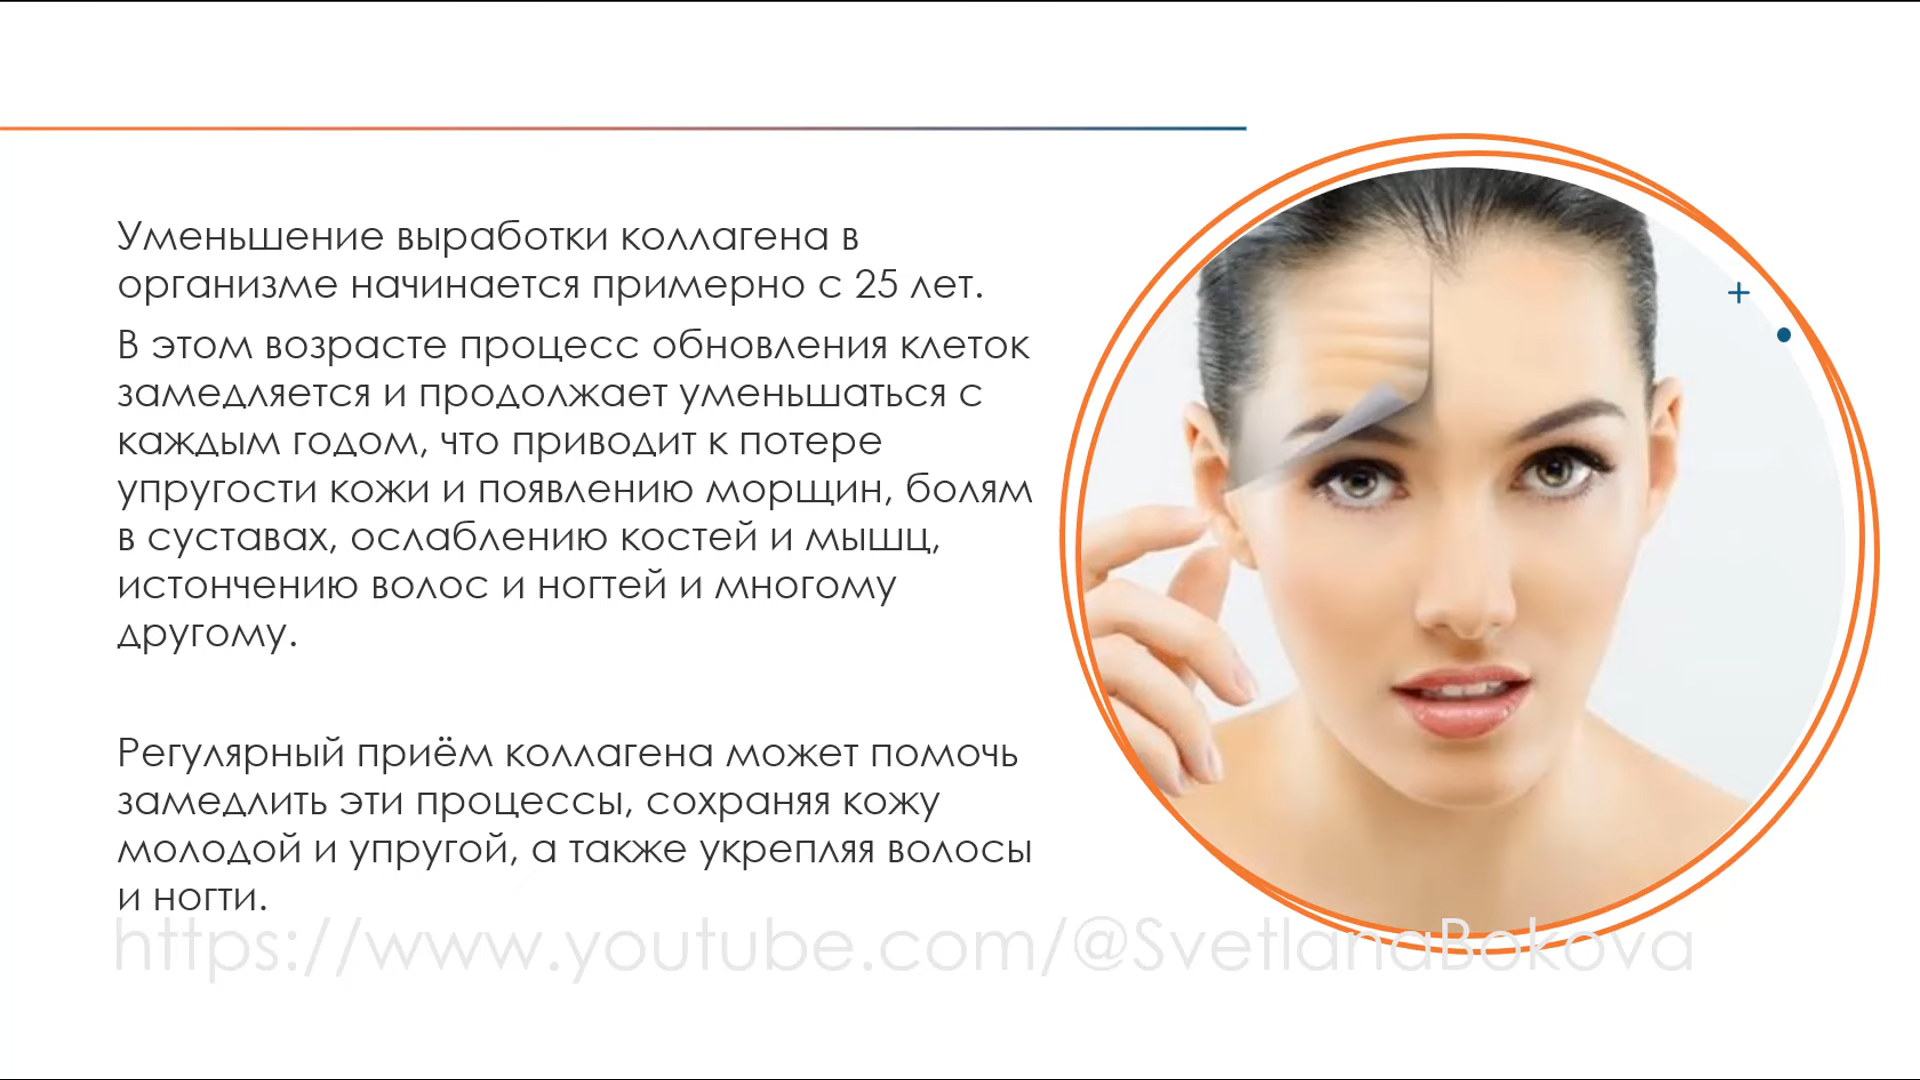 Уменьшение выработки коллагена в
организме начинается примерно с 25 лет.
В этом возрасте процесс обновления клеток
замедляется и продолжает уменьшаться с
каждым годом, что приводит к потере
упругости кожи и появлению морщин, болям
в суставах, ослаблению костей и мышц,
истончению волос и ногтей и многому
другому.
Регулярный приём коллагена может помочь
замедлить эти процессы, сохраняя кожу
молодой и упругой, а также укрепляя волосы
и ногти.
https://www.youtube.com/@SvetlanaBokova